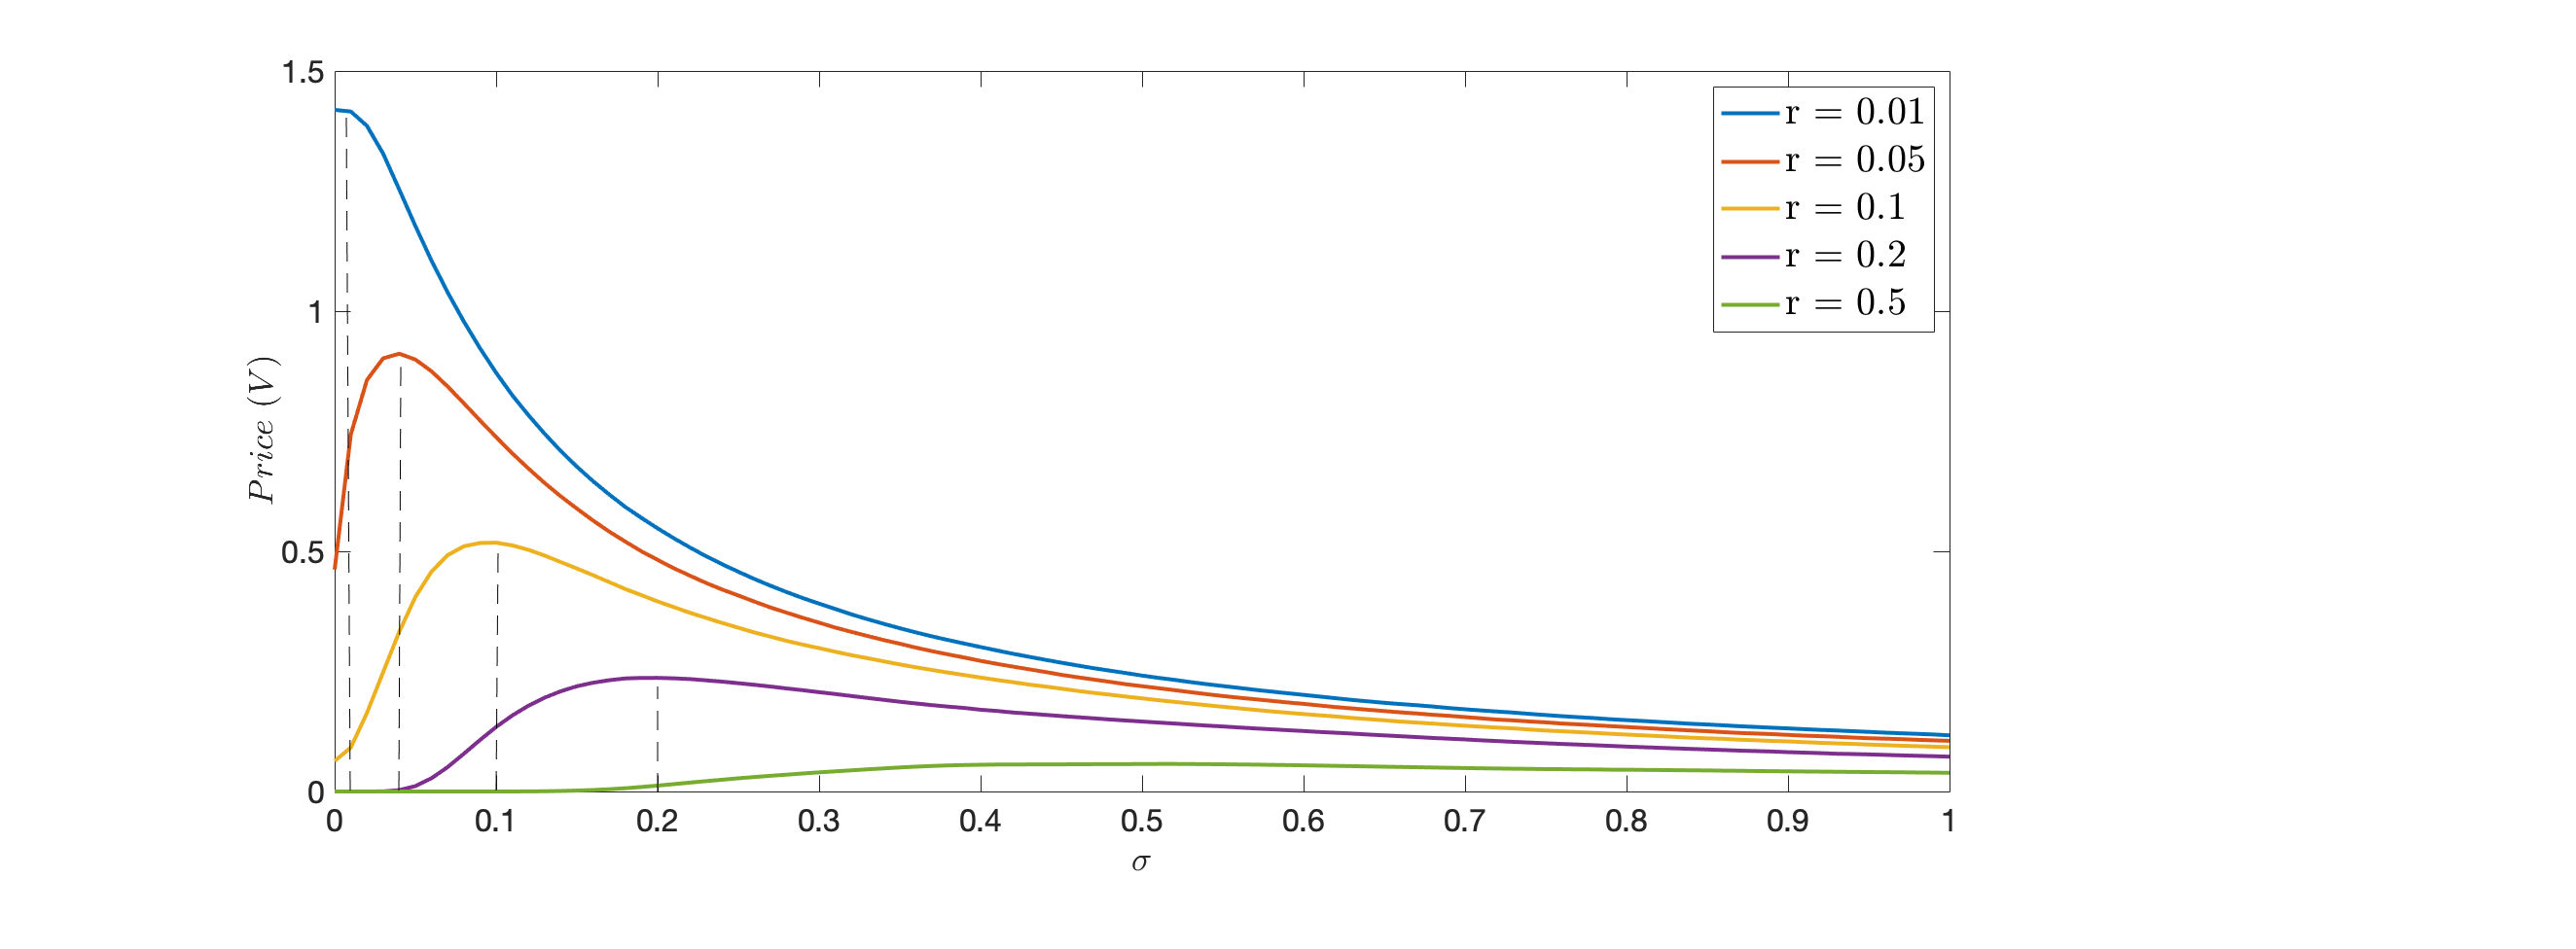 1.5
1
0.5
0
Price (V)
0 0.1 0.2 0.3 0.4 0.5 0.6 0.7 0.8 0.9 1
σ
r = 0.01
r = 0.05
r = 0.1
r = 0.2
r = 0.5